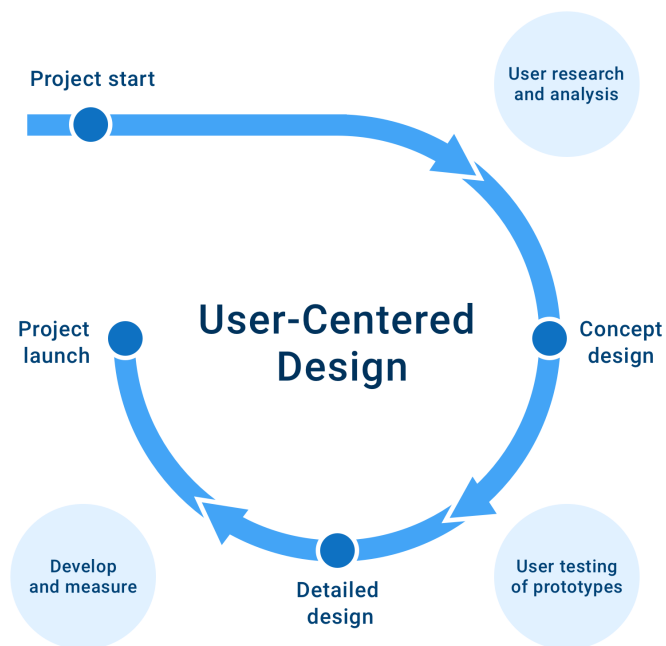 Project start
User research
and analysis
User-Centered
Design
Project
launch
Concept
design
Develop
and measure
Detailed
design
User testing
of prototypes